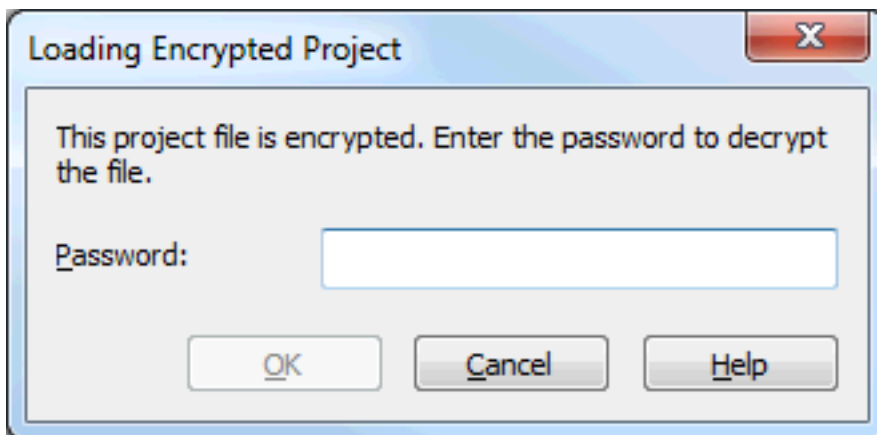 Loading Encrypted Project
This project file is encrypted. Enter the password to decrypt
the file.
Password:
OK Cancel Help